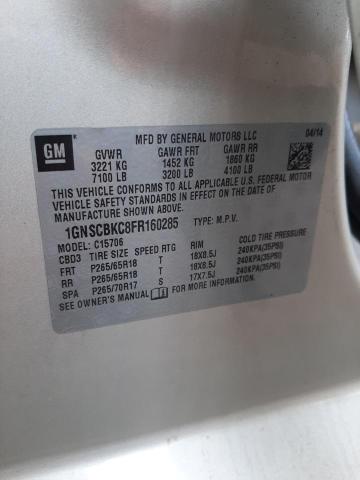 GM
MFD BY GENERAL MOTORS LLC 04/14
GVWR GAWR FRT GAWR RR
3221 KG 1452 KG 1860 KG
7100 LB 3200 LB 4100 LB
THIS VEHICLE CONFORMS TO ALL APPLICABLE U.S. FEDERAL MOTOR
VEHICLE SAFETY, BUMPER, AND THEFT PREVENTION STANDARDS IN
EFFECT ON THE DATE OF MANUFACTURE SHOWN ABOVE.
1GNSCBKC8FR160285 TYPE: M.P.V.
MODEL: C15706
CBD3 TIRE SIZE SPEED RTG RIM COLD TIRE PRESSURE
FRT P265/65R18 T 18X8.5J 240KPA(35PSI)
RR P265/65R18 T 18X8.5J 240KPA(35PSI)
SPA P265/70R17 S 17X7.5J 240KPA(35PSI)
SEE OWNER'S MANUAL FOR MORE INFORMATION.